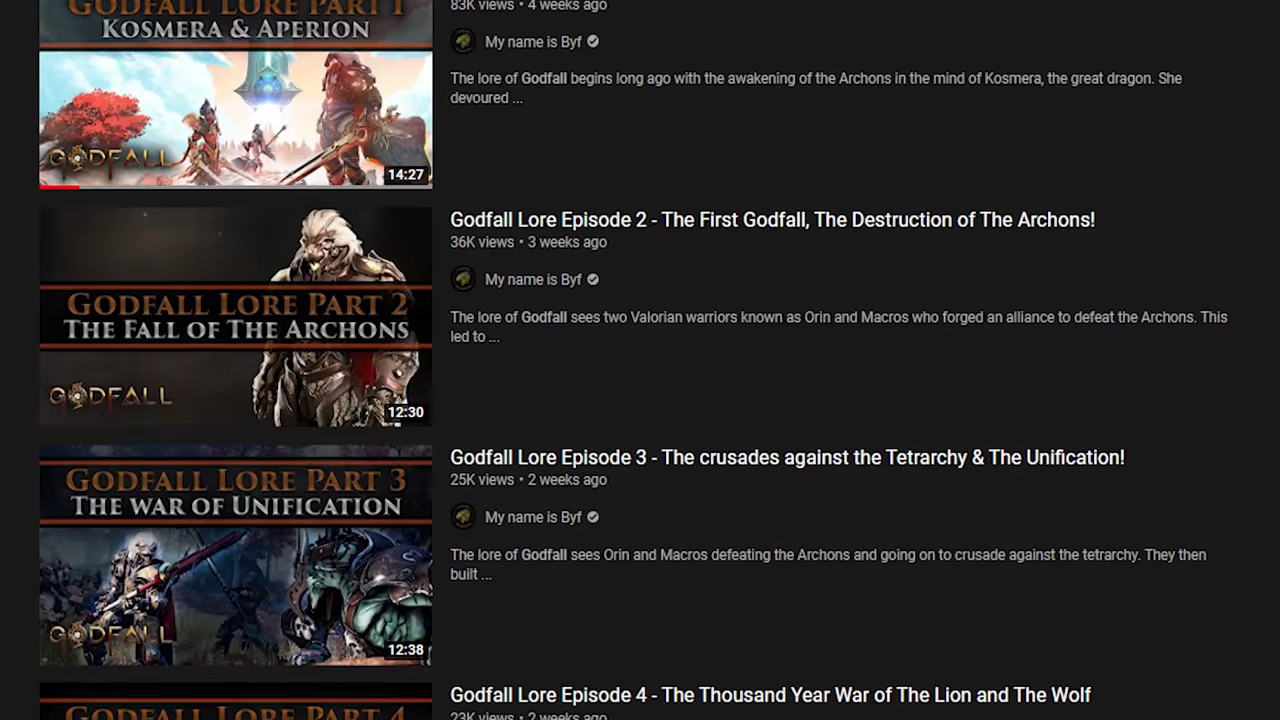 GODFALL LORE PART 1
KOSMERA & APERION
GODFALL
14:27
83K views • 4 weeks ago
My name is Byf
The lore of Godfall begins long ago with the awakening of the Archons in the mind of Kosmera, the great dragon. She
devoured ...
GODFALL LORE PART 2
THE FALL OF THE ARCHONS
GODFALL
12:30
Godfall Lore Episode 2 - The First Godfall, The Destruction of The Archons!
36K views • 3 weeks ago
My name is Byf
The lore of Godfall sees two Valorian warriors known as Orin and Macros who forged an alliance to defeat the Archons. This
led to ...
GODFALL LORE PART 3
THE WAR OF UNIFICATION
GODFALL
12:38
Godfall Lore Episode 3 - The crusades against the Tetrarchy & The Unification!
25K views • 2 weeks ago
My name is Byf
The lore of Godfall sees Orin and Macros defeating the Archons and going on to crusade against the tetrarchy. They then
built ...
GODFALL LORE PART 4
Godfall Lore Episode 4 - The Thousand Year War of The Lion and The Wolf
23K views • 2 weeks ago